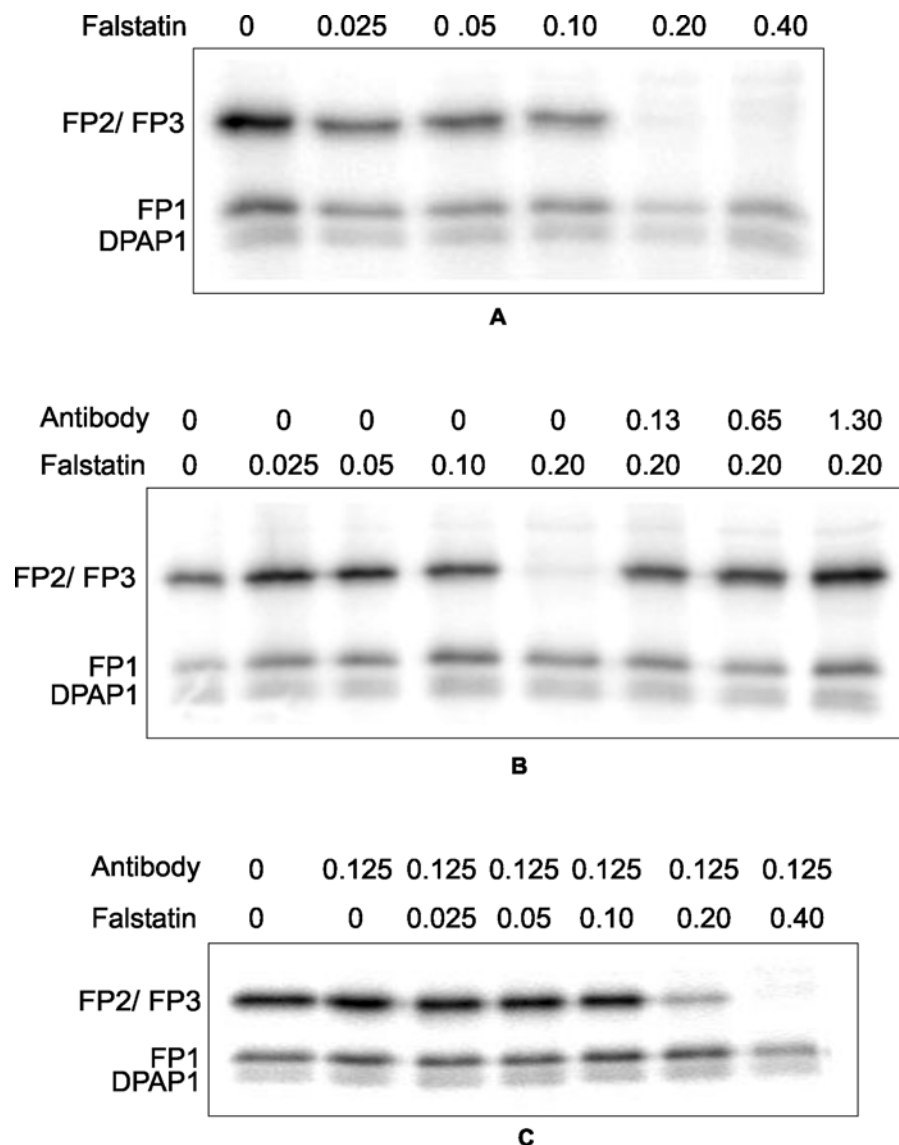 Falstatin 0 0.025 0 .05 0.10 0.20 0.40
FP2/ FP3
FP1
DPAP1
A
Antibody 0 0 0 0 0 0.13 0.65 1.30
Falstatin 0 0.025 0.05 0.10 0.20 0.20 0.20 0.20
FP2/ FP3
FP1
DPAP1
B
Antibody 0 0.125 0.125 0.125 0.125 0.125 0.125
Falstatin 0 0 0.025 0.05 0.10 0.20 0.40
FP2/ FP3
FP1
DPAP1
C